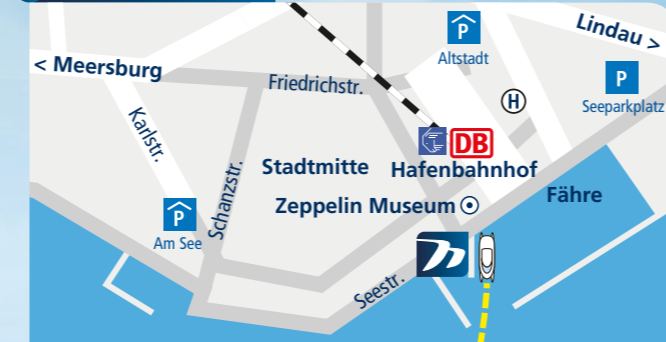 P
Altstadt
Lindau >
< Meersburg
Friedrichstr.
P
Seeparkplatz
H
Karlstr.
DB
Stadtmitte
Hafenbahnhof
Schanzstr.
Zeppelin Museum
Fähre
P
Am See
Seestr.